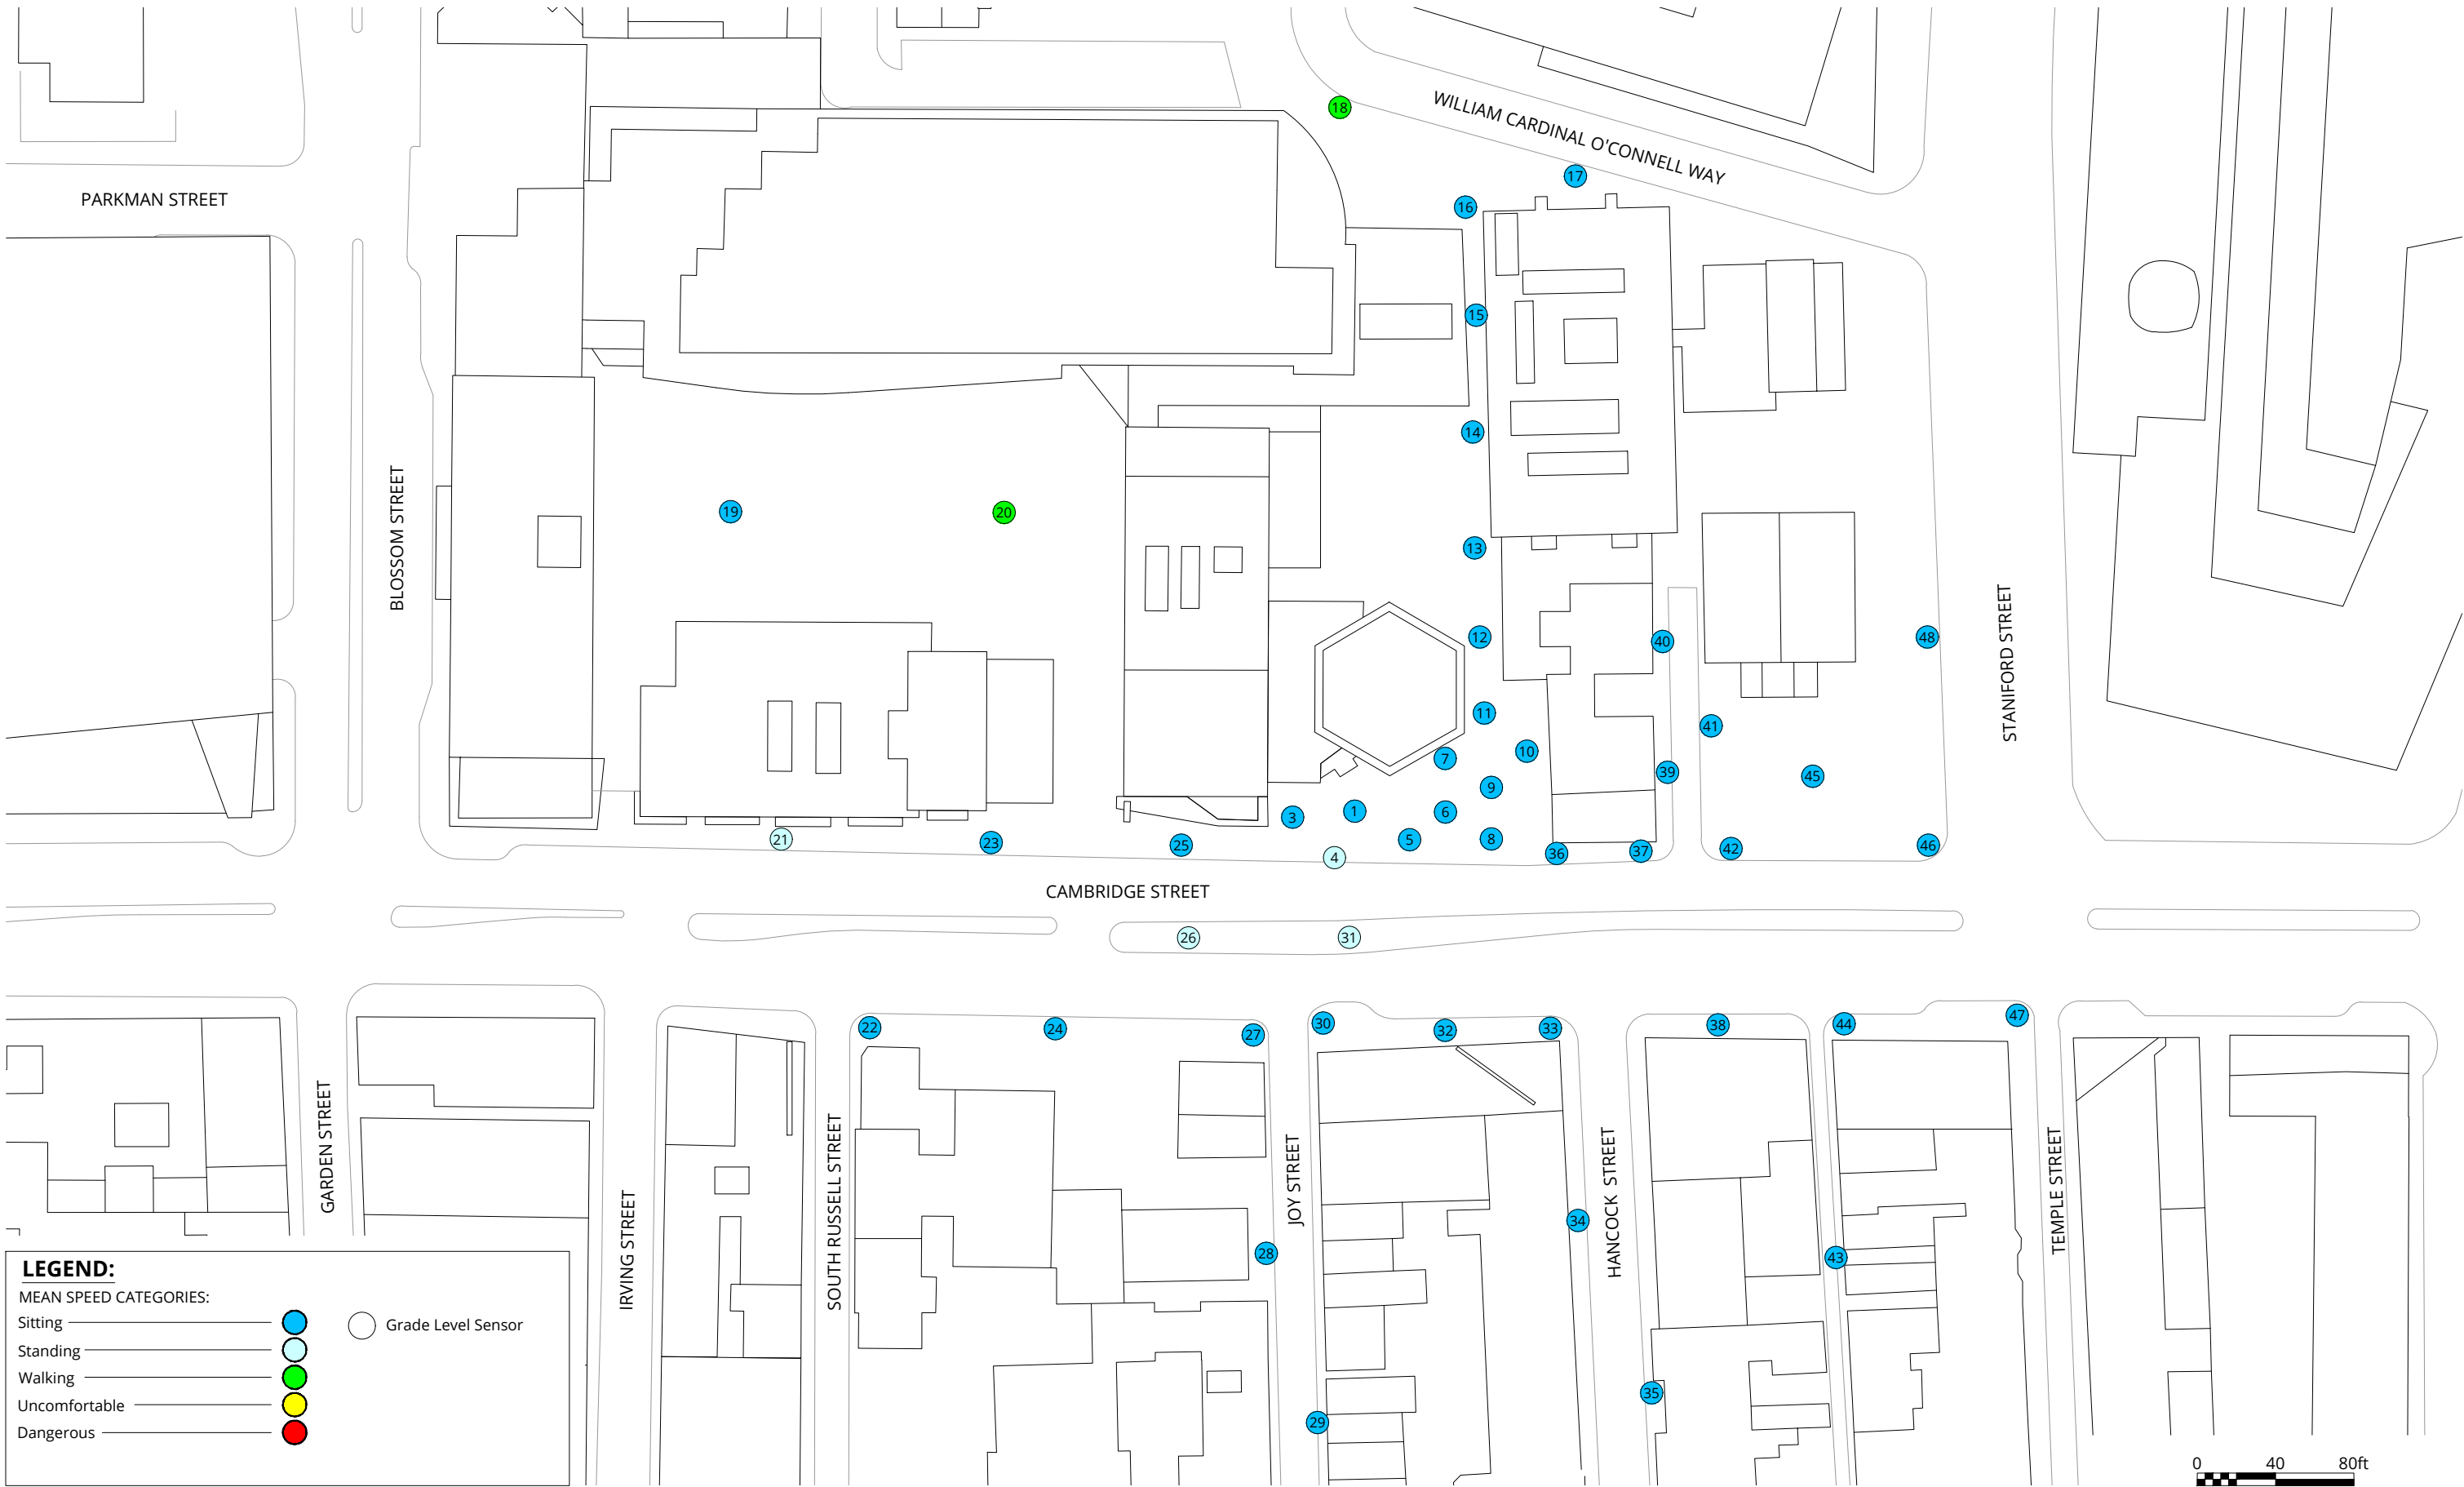 18
WILLIAM CARDINAL O'CONNELL WAY
17
PARKMAN STREET
16
15
14
BLOSSOM STREET
19
20
13
12
40
48
STANIFORD STREET
11
41
10
7
39
45
9
1
6
3
21
23
25
5
8
4
36
37
42
46
CAMBRIDGE STREET
26
31
22
24
27
30
32
33
38
44
47
GARDEN STREET
IRVING STREET
SOUTH RUSSELL STREET
JOY STREET
HANCOCK STREET
TEMPLE STREET
34
28
43
35
29
LEGEND:
MEAN SPEED CATEGORIES:
Sitting
Grade Level Sensor
Standing
Walking
Uncomfortable
Dangerous
0 40 80ft